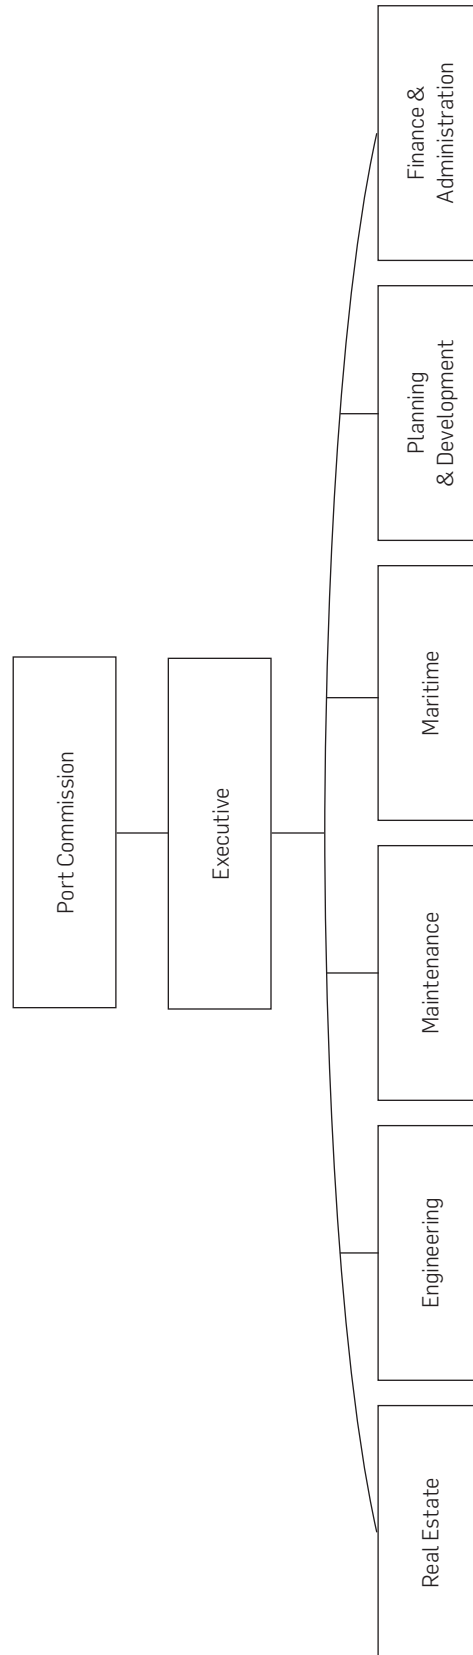 Port Commission
Executive
Real Estate
Engineering
Maintenance
Maritime
Planning
& Development
Finance &
Administration